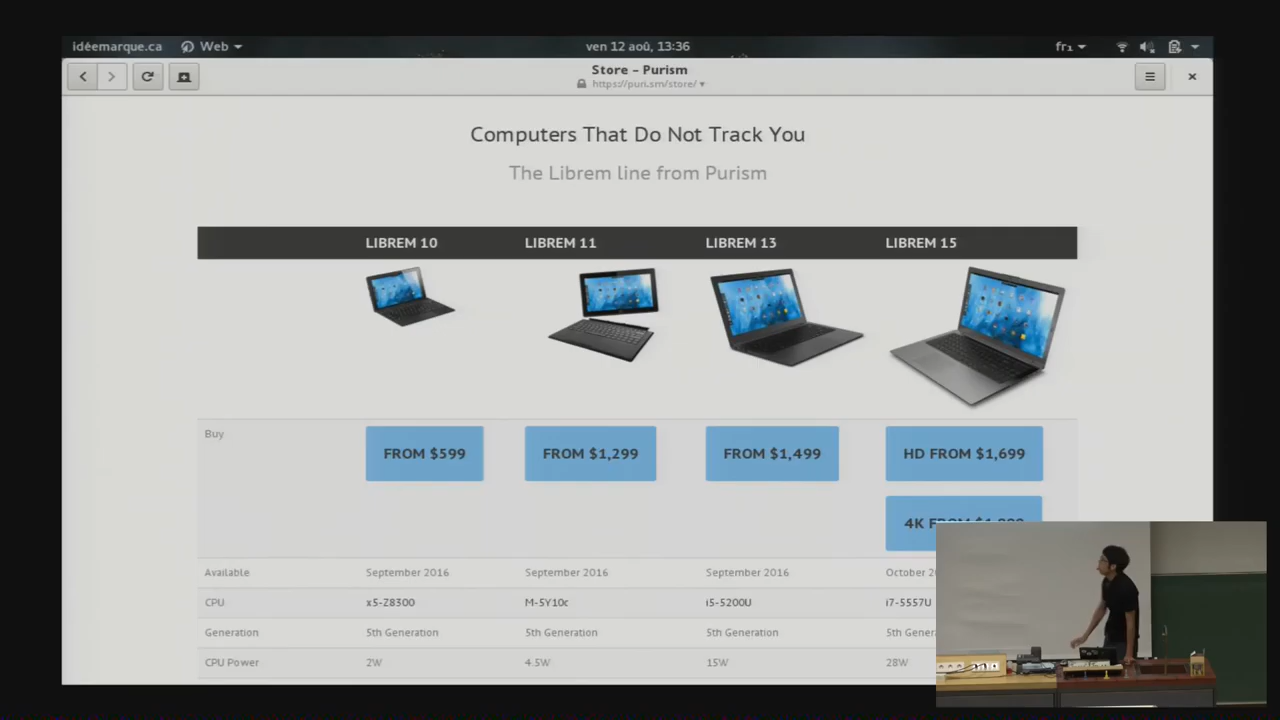 idéemarque.ca Web ven 12 aoû, 13:36 fr₁
Store – Purism
https://puri.sm/store/
Computers That Do Not Track You
The Librem line from Purism
LIBREM 10 LIBREM 11 LIBREM 13 LIBREM 15
Buy FROM $599 FROM $1,299 FROM $1,499 HD FROM $1,699
4K FROM
Available September 2016 September 2016 September 2016 October
CPU x5-Z8300 M-5Y10c i5-5200U i7-5557U
Generation 5th Generation 5th Generation 5th Generation 5th
CPU Power 2W 4.5W 15W 28W